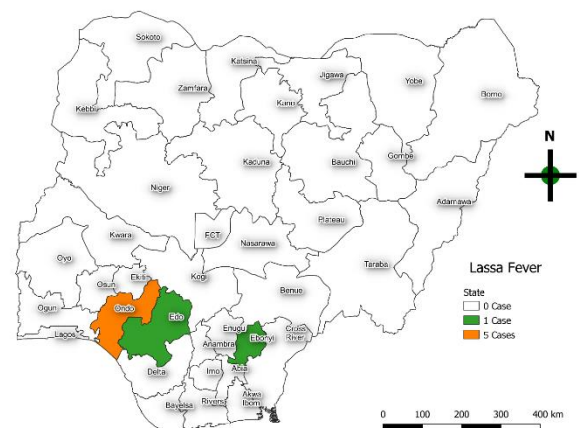 Sokoto
Katsina
Jigawa
Yobe
Borno
Zamfara
Kebbi
Kano
Kaduna
Bauchi
Gombe
N
Niger
Adamawa
Plateau
Kwara
FCT
Nasarawa
Oyo
Taraba
Lassa Fever
Ekiti
Kogi
Osun
Benue
State
0 Case
Ogun
Ondo
Edo
1 Case
Enugu
Cross
River
Ebonyi
5 Cases
Lagos
Anambra
Delta
Imo
Abia
Akwa
Ibom
Bayelsa
Rivers
0 100 200 300 400 km